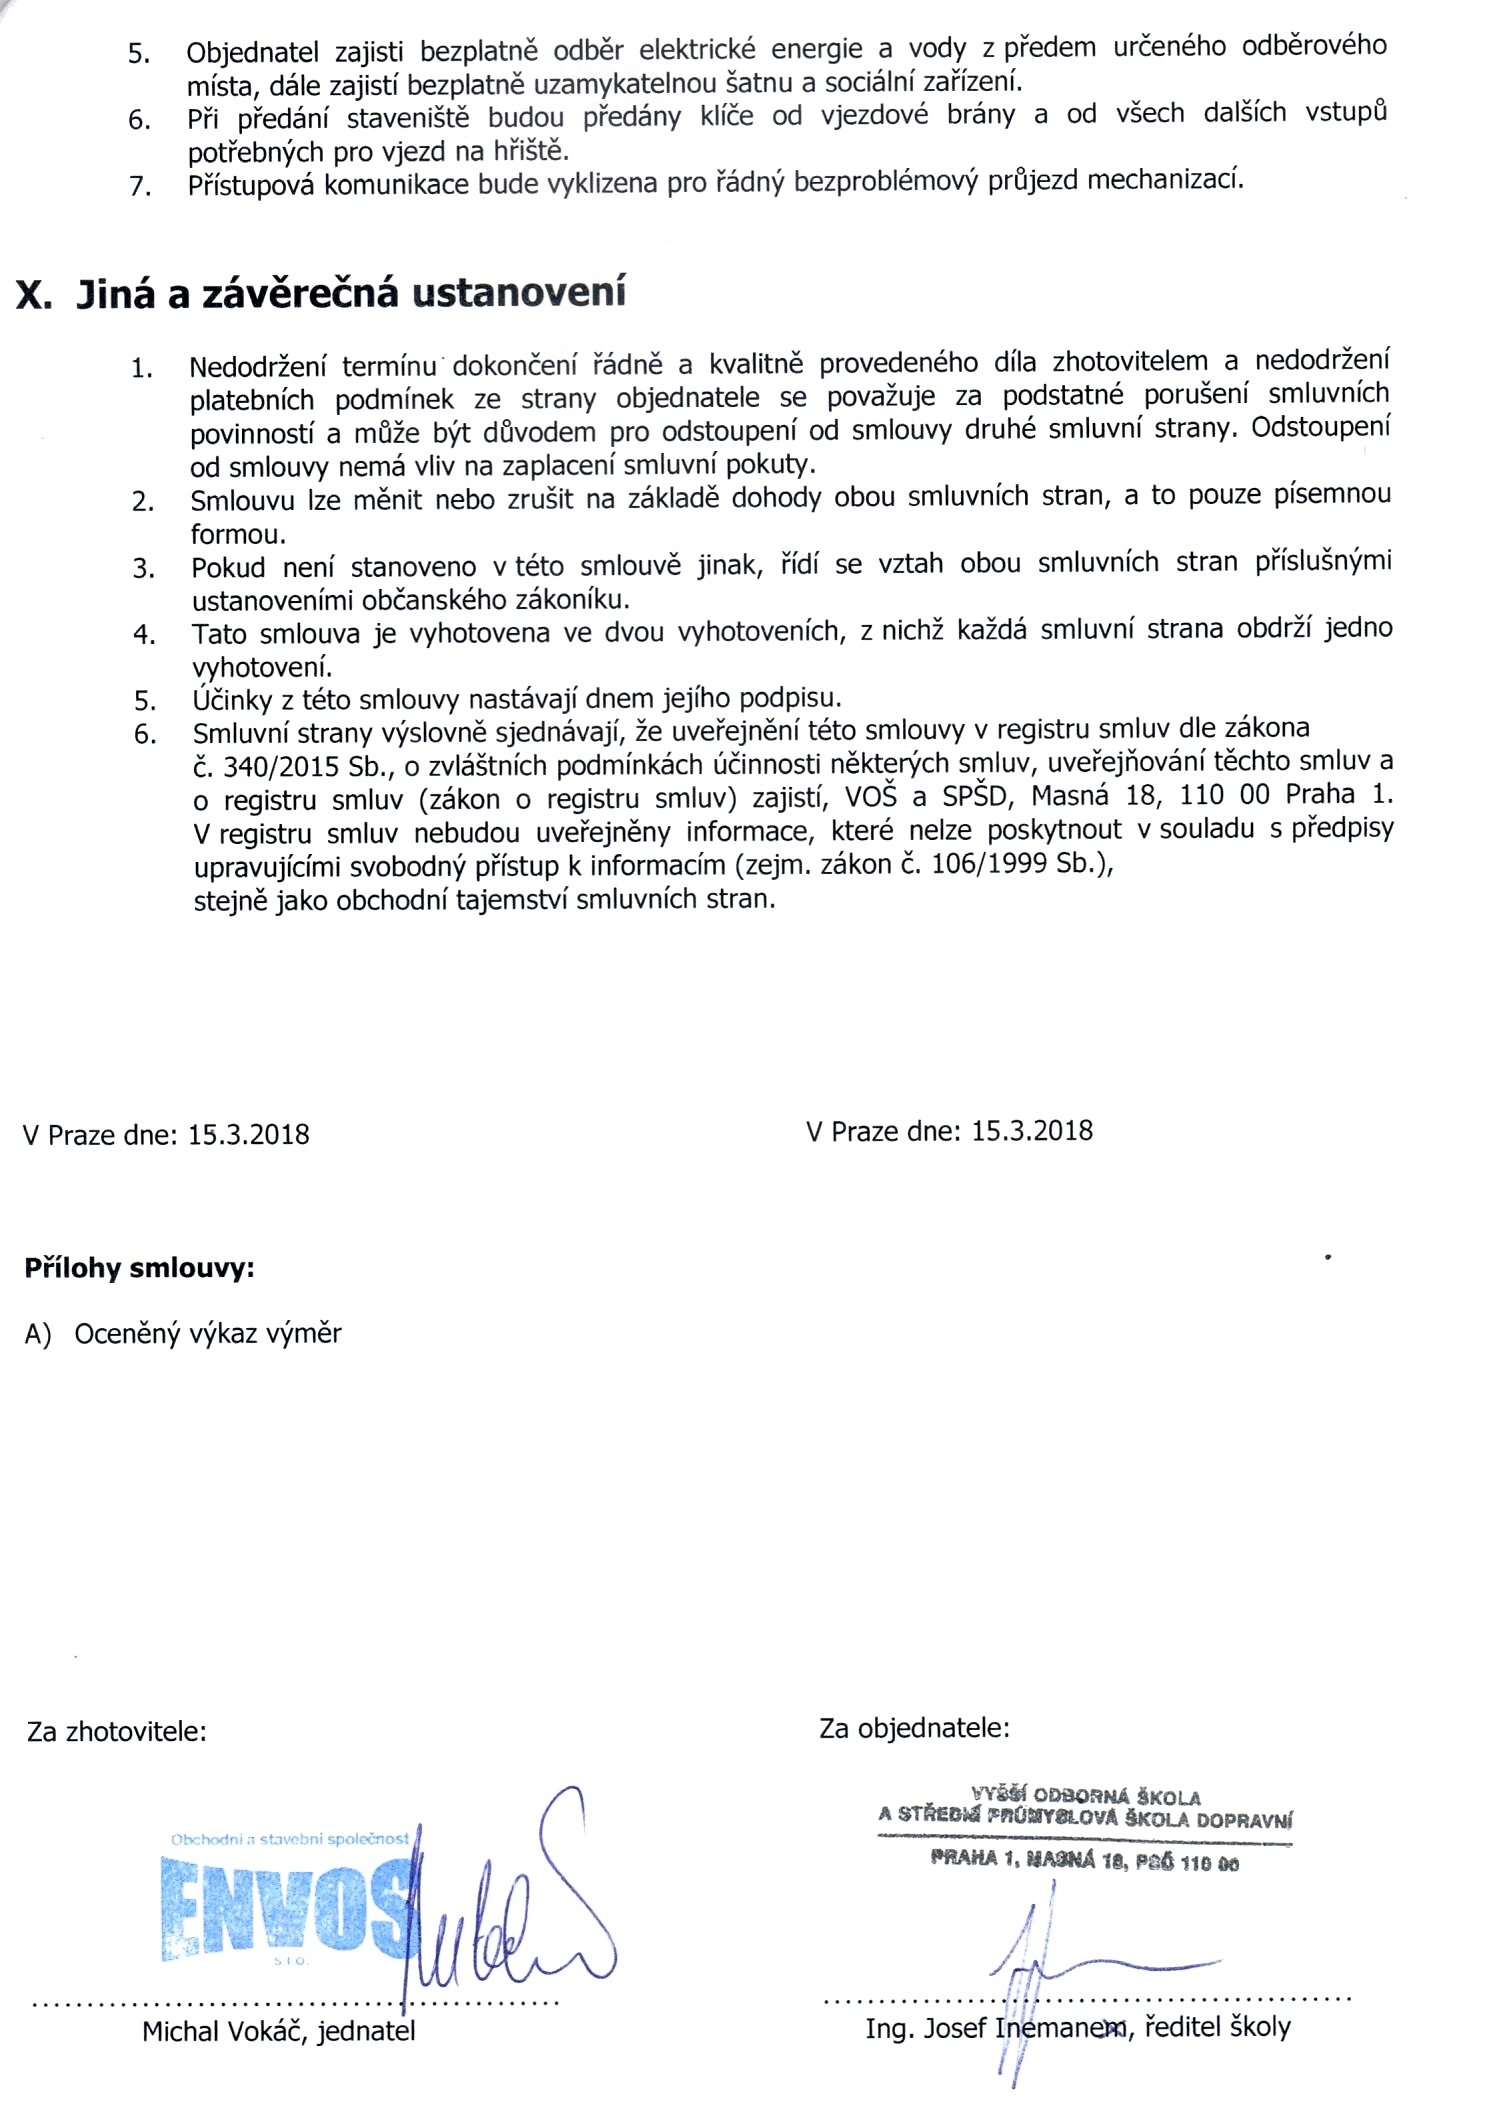 5. Objednatel zajisti bezplatně odběr elektrické energie a vody z předem určeného odběrového
místa, dále zajistí bezplatně uzamykatelnou šatnu a sociální zařízení.
6. Při předání staveniště budou předány klíče od vjezdové brány a od všech dalších vstupů
potřebných pro vjezd na hřiště.
7. Přístupová komunikace bude vyklizena pro řádný bezproblémový průjezd mechanizací.
X. Jiná a závěrečná ustanovení
1. Nedodržení termínu dokončení řádně a kvalitně provedeného díla zhotovitelem a nedodržení
platebních podmínek ze strany objednatele se považuje za podstatné porušení smluvních
povinností a může být důvodem pro odstoupení od smlouvy druhé smluvní strany. Odstoupení
od smlouvy nemá vliv na zaplacení smluvní pokuty.
2. Smlouvu lze měnit nebo zrušit na základě dohody obou smluvních stran, a to pouze písemnou
formou.
3. Pokud není stanoveno v této smlouvě jinak, řídí se vztah obou smluvních stran příslušnými
ustanoveními občanského zákoníku.
4. Tato smlouva je vyhotovena ve dvou vyhotoveních, z nichž každá smluvní strana obdrží jedno
vyhotovení.
5. Účinky z této smlouvy nastávají dnem jejího podpisu.
6. Smluvní strany výslovně sjednávají, že uveřejnění této smlouvy v registru smluv dle zákona
č. 340/2015 Sb., o zvláštních podmínkách účinnosti některých smluv, uveřejňování těchto smluv a
o registru smluv (zákon o registru smluv) zajistí, VOŠ a SPŠD, Masná 18, 110 00 Praha 1.
V registru smluv nebudou uveřejněny informace, které nelze poskytnout v souladu s předpisy
upravujícími svobodný přístup k informacím (zejm. zákon č. 106/1999 Sb.),
stejně jako obchodní tajemství smluvních stran.
V Praze dne: 15.3.2018 V Praze dne: 15.3.2018
Přílohy smlouvy:
A) Oceněný výkaz výměr
Za zhotovitele: Za objednatele:
VYŠŠÍ ODBORNÁ ŠKOLA
A STŘEDNÍ PRŮMYSLOVÁ ŠKOLA DOPRAVNÍ
PRAHA 1, MASNÁ 18, PSČ 110 00
Obchodní a stavební společnost
ENVOS
s.r.o.
Michal Vokáč, jednatel Ing. Josef Inemanem, ředitel školy